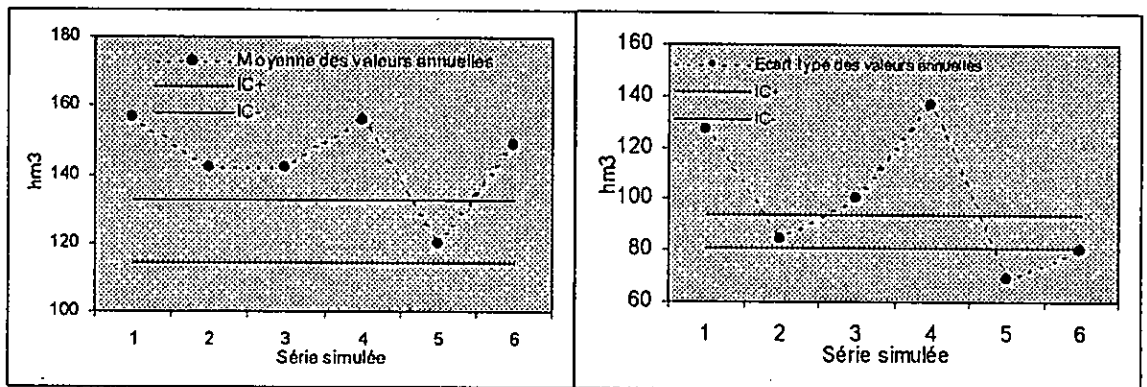 180
160
140
120
100
hm3
Moyenne des valeurs annuelles
IC+
IC-
1 2 3 4 5 6
Série simulée
160
140
120
100
80
60
hm3
Ecart type des valeurs annuelles
IC+
IC-
1 2 3 4 5 6
Série simulée